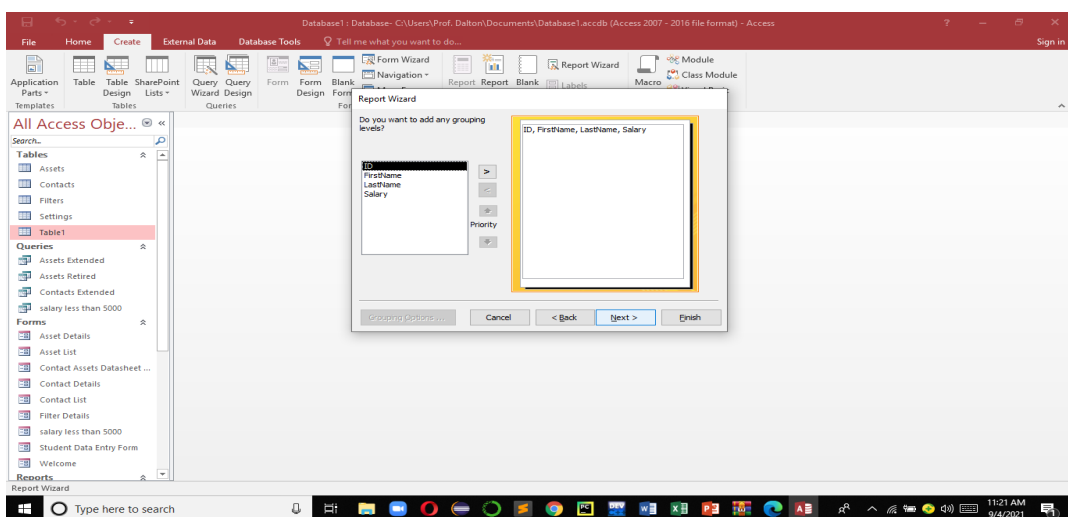 Database1 : Database- C:\Users\Prof. Dalton\Documents\Database1.accdb (Access 2007 - 2016 file format) - Access
File Home Create External Data Database Tools Tell me what you want to do... Sign in
Application Parts
Table
Table Design
SharePoint Lists
Query Wizard
Query Design
Form
Form Design
Blank Form
Form Wizard
Navigation
Report
Report
Blank
Report Wizard
Labels
Macro
Module
Class Module
Templates Tables Queries
All Access Obje...
Search...
Tables
Assets
Contacts
Filters
Settings
Table1
Queries
Assets Extended
Assets Retired
Contacts Extended
salary less than 5000
Forms
Asset Details
Asset List
Contact Assets Datasheet ...
Contact Details
Contact List
Filter Details
salary less than 5000
Student Data Entry Form
Welcome
Reports
Report Wizard
Do you want to add any grouping
levels?
ID
FirstName
LastName
Salary
>
<
Priority
ID, FirstName, LastName, Salary
Grouping Options ... Cancel < Back Next > Finish
Report Wizard
Type here to search
11:21 AM
9/4/2021